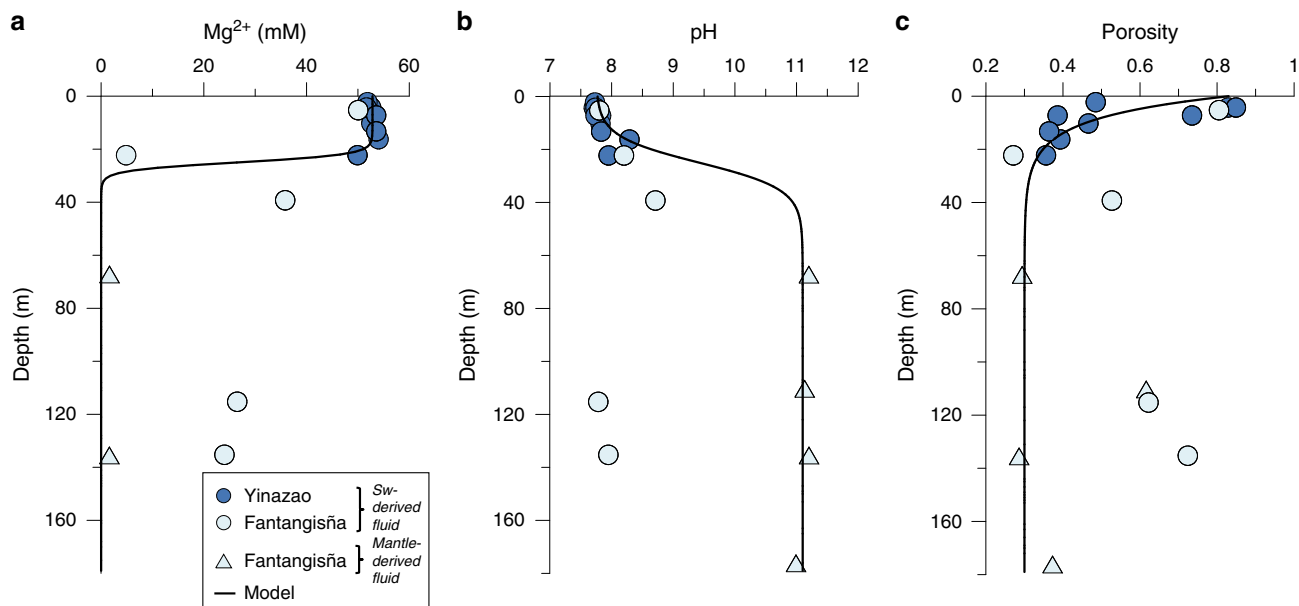 a
Mg2+ (mM)
0 20 40 60
0
40
80
120
160
Depth (m)
Yinazao
Fantangisña
Sw-
derived
fluid
Fantangisña
Mantle-
derived
fluid
Model
b
pH
7 8 9 10 11 12
0
40
80
120
160
Depth (m)
c
Porosity
0.2 0.4 0.6 0.8 1
0
40
80
120
160
Depth (m)